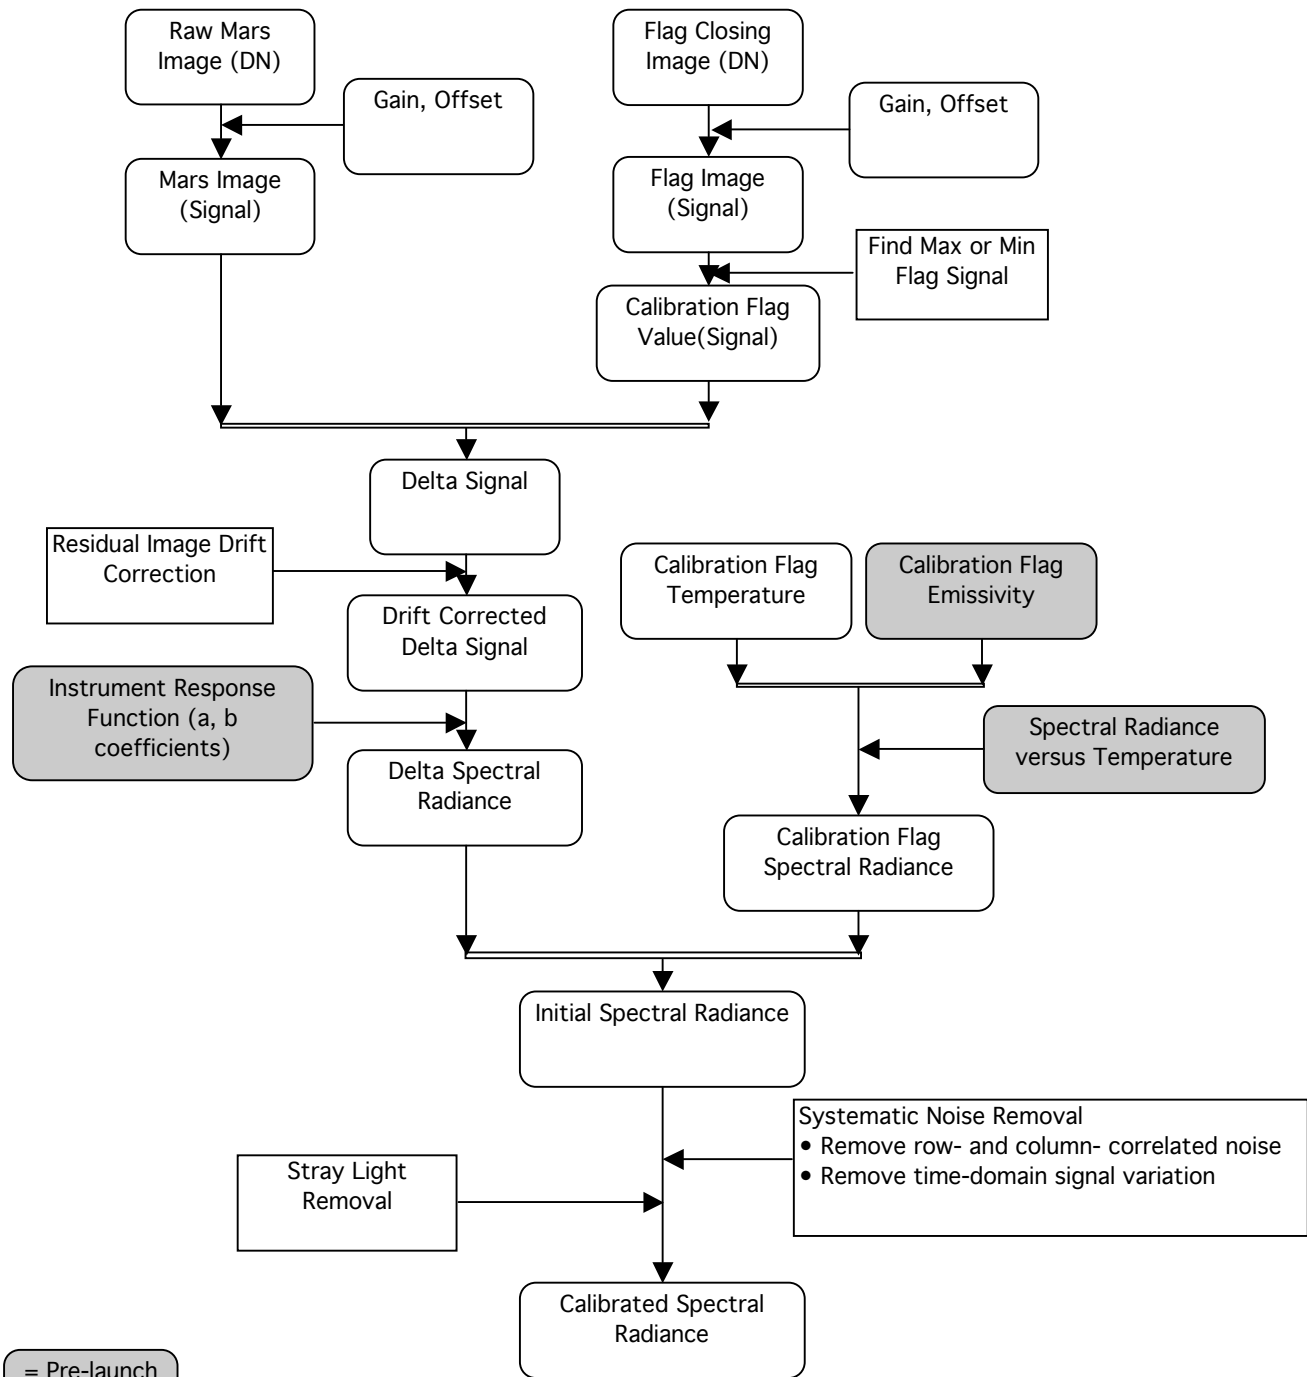 Raw Mars
Image (DN)
Flag Closing
Image (DN)
Gain, Offset
Gain, Offset
Mars Image
(Signal)
Flag Image
(Signal)
Find Max or Min
Flag Signal
Calibration Flag
Value(Signal)
Delta Signal
Residual Image Drift
Correction
Calibration Flag
Temperature
Calibration Flag
Emissivity
Drift Corrected
Delta Signal
Instrument Response
Function (a, b
coefficients)
Spectral Radiance
versus Temperature
Delta Spectral
Radiance
Calibration Flag
Spectral Radiance
Initial Spectral Radiance
Systematic Noise Removal
• Remove row- and column- correlated noise
• Remove time-domain signal variation
Stray Light
Removal
Calibrated Spectral
Radiance
= Pre-launch